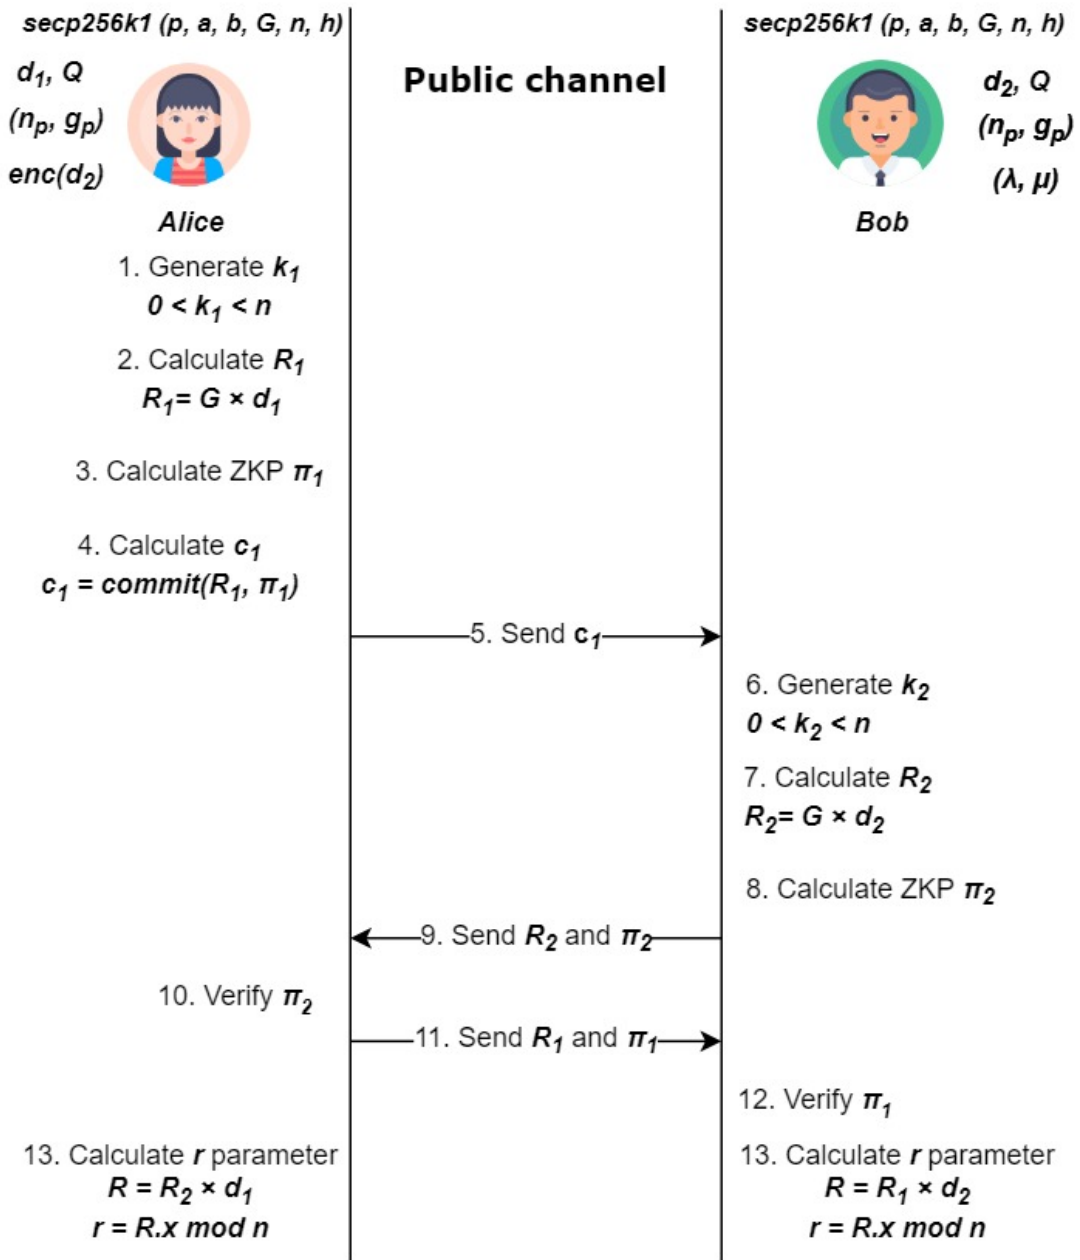 secp256k1 (p, a, b, G, n, h)
secp256k1 (p, a, b, G, n, h)
Public channel
d₁, Q
(nₚ, gₚ)
enc(d₂)
Alice
d₂, Q
(nₚ, gₚ)
(λ, μ)
Bob
1. Generate k₁
0 < k₁ < n
2. Calculate R₁
R₁= G × d₁
3. Calculate ZKP π₁
4. Calculate c₁
c₁ = commit(R₁, π₁)
5. Send c₁
6. Generate k₂
0 < k₂ < n
7. Calculate R₂
R₂= G × d₂
8. Calculate ZKP π₂
9. Send R₂ and π₂
10. Verify π₂
11. Send R₁ and π₁
12. Verify π₁
13. Calculate r parameter
R = R₂ × d₁
r = R.x mod n
13. Calculate r parameter
R = R₁ × d₂
r = R.x mod n